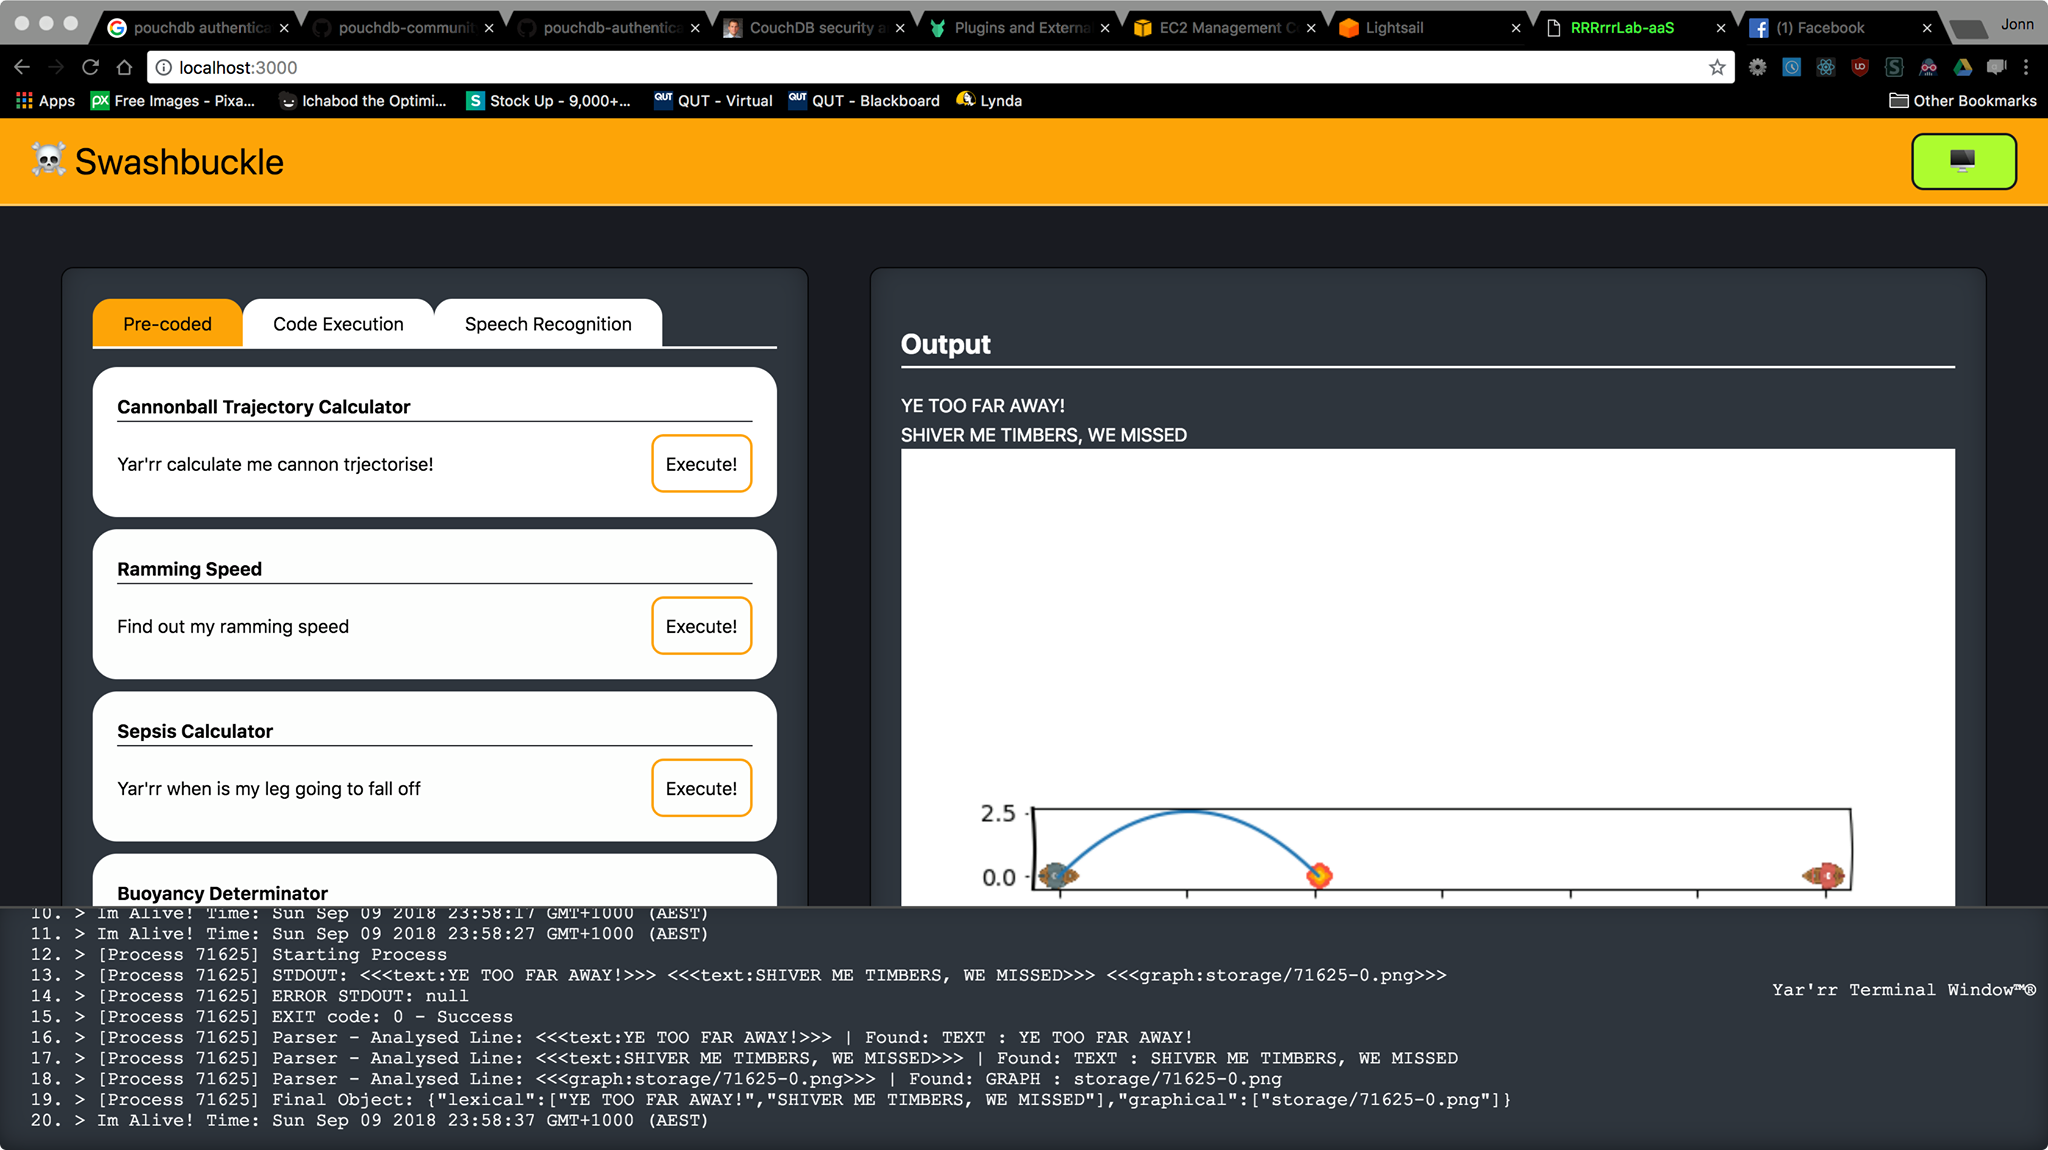 pouchdb authentica
pouchdb-communit
pouchdb-authentica
CouchDB security a
Plugins and Externa
EC2 Management C
Lightsail
RRRrrrLab-aaS
(1) Facebook
Jonn
localhost:3000
Apps
Free Images - Pixa...
Ichabod the Optimi...
Stock Up - 9,000+...
QUT - Virtual
QUT - Blackboard
Lynda
Other Bookmarks
Swashbuckle
Pre-coded
Code Execution
Speech Recognition
Cannonball Trajectory Calculator
Yar'rr calculate me cannon trjectorise!
Execute!
Ramming Speed
Find out my ramming speed
Execute!
Sepsis Calculator
Yar'rr when is my leg going to fall off
Execute!
Buoyancy Determinator
Output
YE TOO FAR AWAY!
SHIVER ME TIMBERS, WE MISSED
2.5
0.0
10. > Im Alive! Time: Sun Sep 09 2018 23:58:17 GMT+1000 (AEST)
11. > Im Alive! Time: Sun Sep 09 2018 23:58:27 GMT+1000 (AEST)
12. > [Process 71625] Starting Process
13. > [Process 71625] STDOUT: <<<text:YE TOO FAR AWAY!>>> <<<text:SHIVER ME TIMBERS, WE MISSED>>> <<<graph:storage/71625-0.png>>>
14. > [Process 71625] ERROR STDOUT: null
15. > [Process 71625] EXIT code: 0 - Success
16. > [Process 71625] Parser - Analysed Line: <<<text:YE TOO FAR AWAY!>>> | Found: TEXT : YE TOO FAR AWAY!
17. > [Process 71625] Parser - Analysed Line: <<<text:SHIVER ME TIMBERS, WE MISSED>>> | Found: TEXT : SHIVER ME TIMBERS, WE MISSED
18. > [Process 71625] Parser - Analysed Line: <<<graph:storage/71625-0.png>>> | Found: GRAPH : storage/71625-0.png
19. > [Process 71625] Final Object: {"lexical":["YE TOO FAR AWAY!","SHIVER ME TIMBERS, WE MISSED"],"graphical":["storage/71625-0.png"]}
20. > Im Alive! Time: Sun Sep 09 2018 23:58:37 GMT+1000 (AEST)
Yar'rr Terminal Window™®